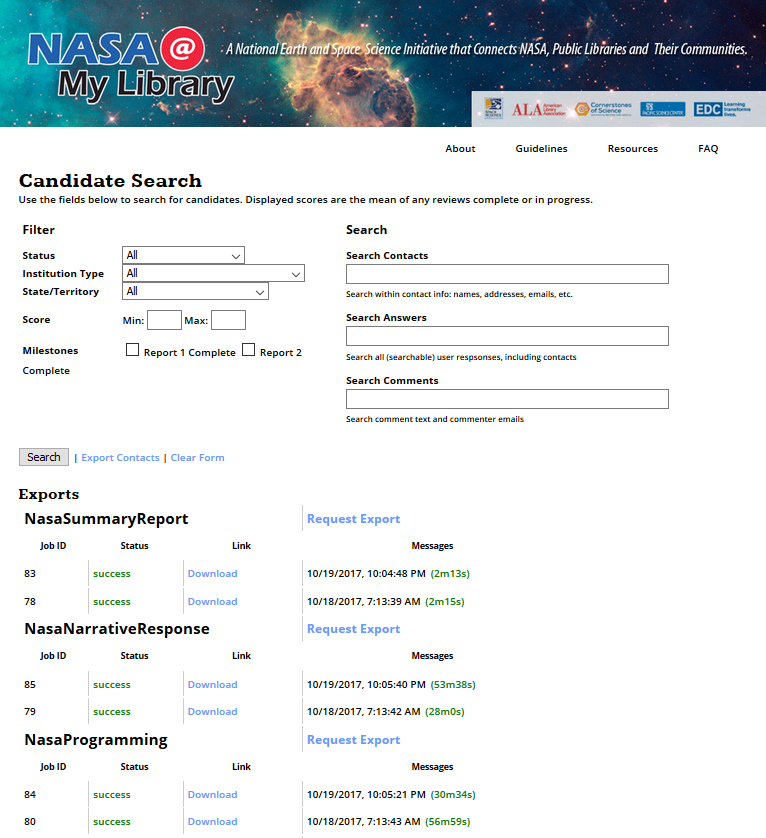 NASA@
My Library
A National Earth and Space Science Initiative that Connects NASA, Public Libraries and Their Communities.
ALA American Library Association
Cornerstones of Science
PACIFIC SCIENCE CENTER
EDC Learning transforms lives.
About Guidelines Resources FAQ
Candidate Search
Use the fields below to search for candidates. Displayed scores are the mean of any reviews complete or in progress.
Filter
Status All
Institution Type All
State/Territory All
Score Min: Max:
Milestones Report 1 Complete Report 2
Complete
Search
Search Contacts
Search within contact info: names, addresses, emails, etc.
Search Answers
Search all (searchable) user respsonses, including contacts
Search Comments
Search comment text and commenter emails
Search | Export Contacts | Clear Form
Exports
NasaSummaryReport Request Export
Job ID Status Link Messages
83 success Download 10/19/2017, 10:04:48 PM (2m13s)
78 success Download 10/18/2017, 7:13:39 AM (2m15s)
NasaNarrativeResponse Request Export
Job ID Status Link Messages
85 success Download 10/19/2017, 10:05:40 PM (53m38s)
79 success Download 10/18/2017, 7:13:42 AM (28m0s)
NasaProgramming Request Export
Job ID Status Link Messages
84 success Download 10/19/2017, 10:05:21 PM (30m34s)
80 success Download 10/18/2017, 7:13:43 AM (56m59s)